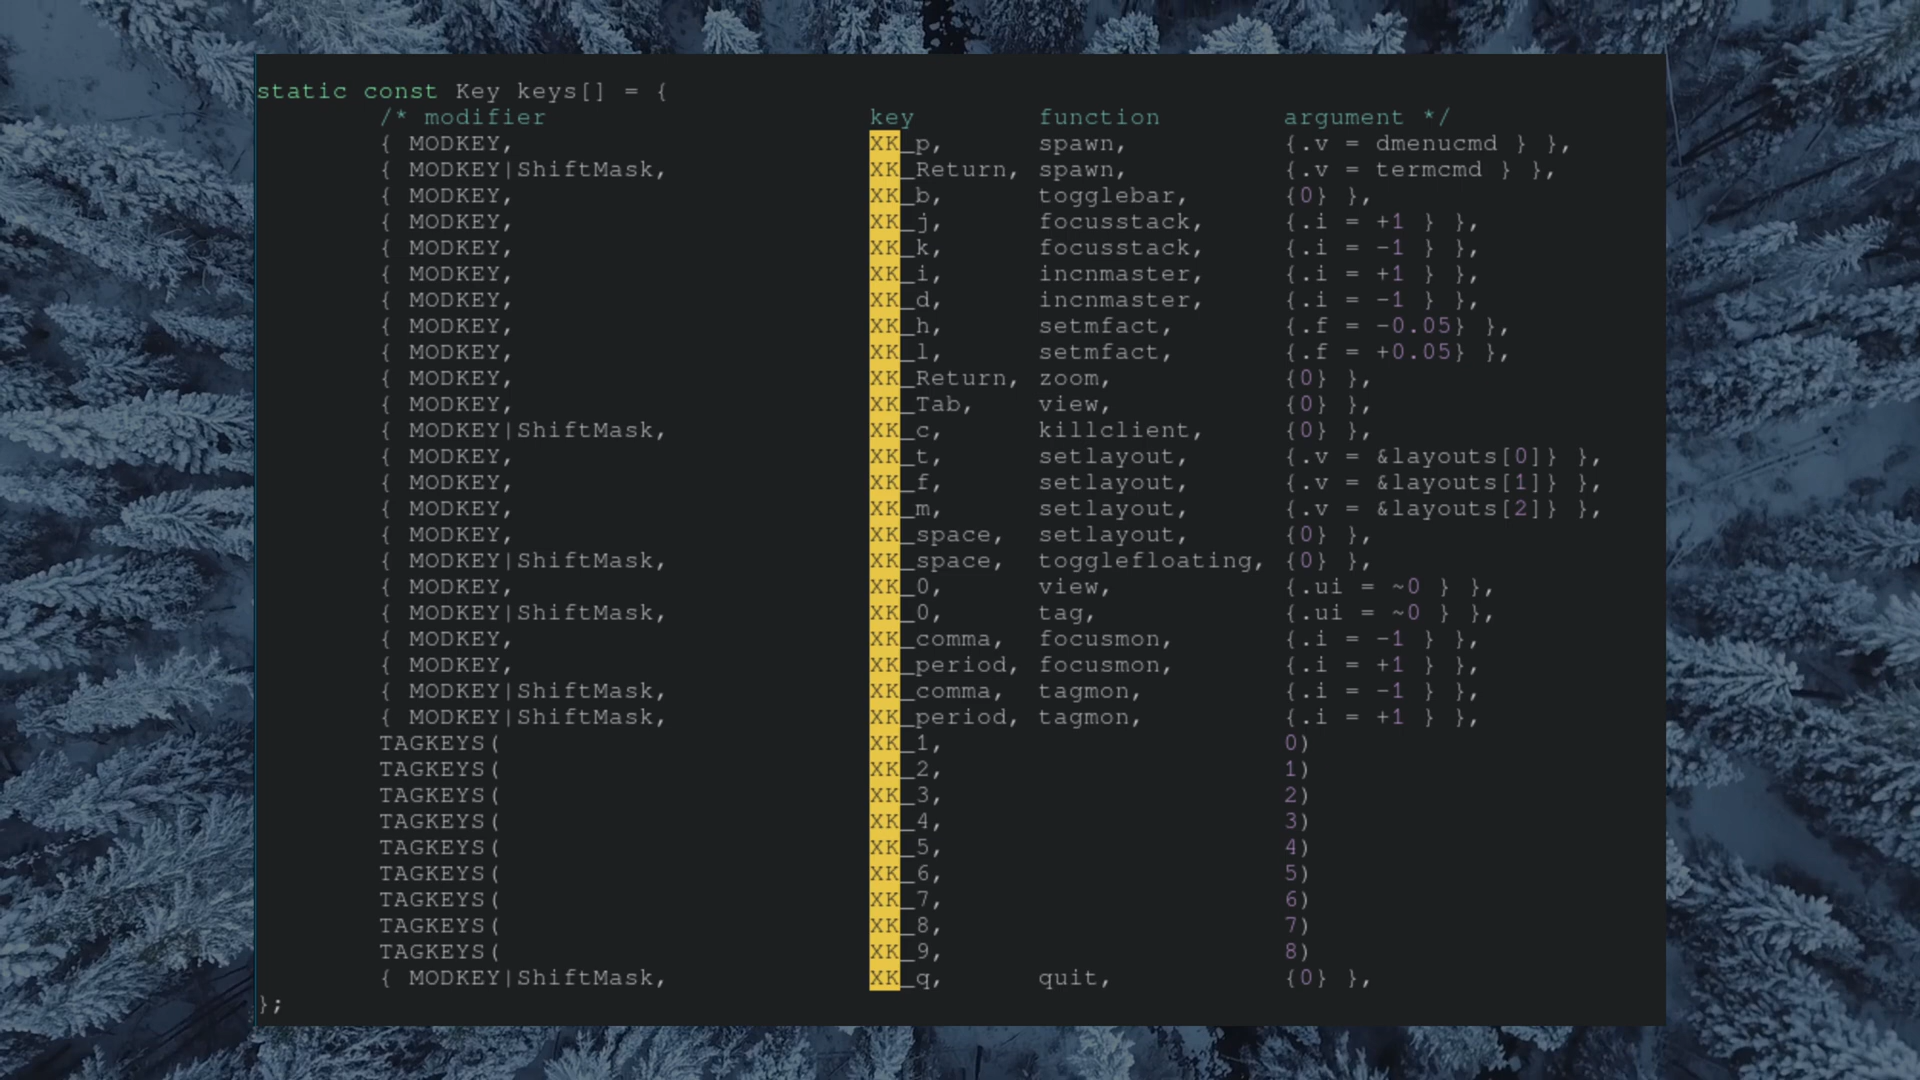 static const Key keys[] = {
/* modifier key function argument */
{ MODKEY, XK_p, spawn, {.v = dmenucmd } },
{ MODKEY|ShiftMask, XK_Return, spawn, {.v = termcmd } },
{ MODKEY, XK_b, togglebar, {0} },
{ MODKEY, XK_j, focusstack, {.i = +1 } },
{ MODKEY, XK_k, focusstack, {.i = -1 } },
{ MODKEY, XK_i, incnmaster, {.i = +1 } },
{ MODKEY, XK_d, incnmaster, {.i = -1 } },
{ MODKEY, XK_h, setmfact, {.f = -0.05} },
{ MODKEY, XK_l, setmfact, {.f = +0.05} },
{ MODKEY, XK_Return, zoom, {0} },
{ MODKEY, XK_Tab, view, {0} },
{ MODKEY|ShiftMask, XK_c, killclient, {0} },
{ MODKEY, XK_t, setlayout, {.v = &layouts[0]} },
{ MODKEY, XK_f, setlayout, {.v = &layouts[1]} },
{ MODKEY, XK_m, setlayout, {.v = &layouts[2]} },
{ MODKEY, XK_space, setlayout, {0} },
{ MODKEY|ShiftMask, XK_space, togglefloating, {0} },
{ MODKEY, XK_0, view, {.ui = ~0 } },
{ MODKEY|ShiftMask, XK_0, tag, {.ui = ~0 } },
{ MODKEY, XK_comma, focusmon, {.i = -1 } },
{ MODKEY, XK_period, focusmon, {.i = +1 } },
{ MODKEY|ShiftMask, XK_comma, tagmon, {.i = -1 } },
{ MODKEY|ShiftMask, XK_period, tagmon, {.i = +1 } },
TAGKEYS( XK_1, 0)
TAGKEYS( XK_2, 1)
TAGKEYS( XK_3, 2)
TAGKEYS( XK_4, 3)
TAGKEYS( XK_5, 4)
TAGKEYS( XK_6, 5)
TAGKEYS( XK_7, 6)
TAGKEYS( XK_8, 7)
TAGKEYS( XK_9, 8)
{ MODKEY|ShiftMask, XK_q, quit, {0} },
};